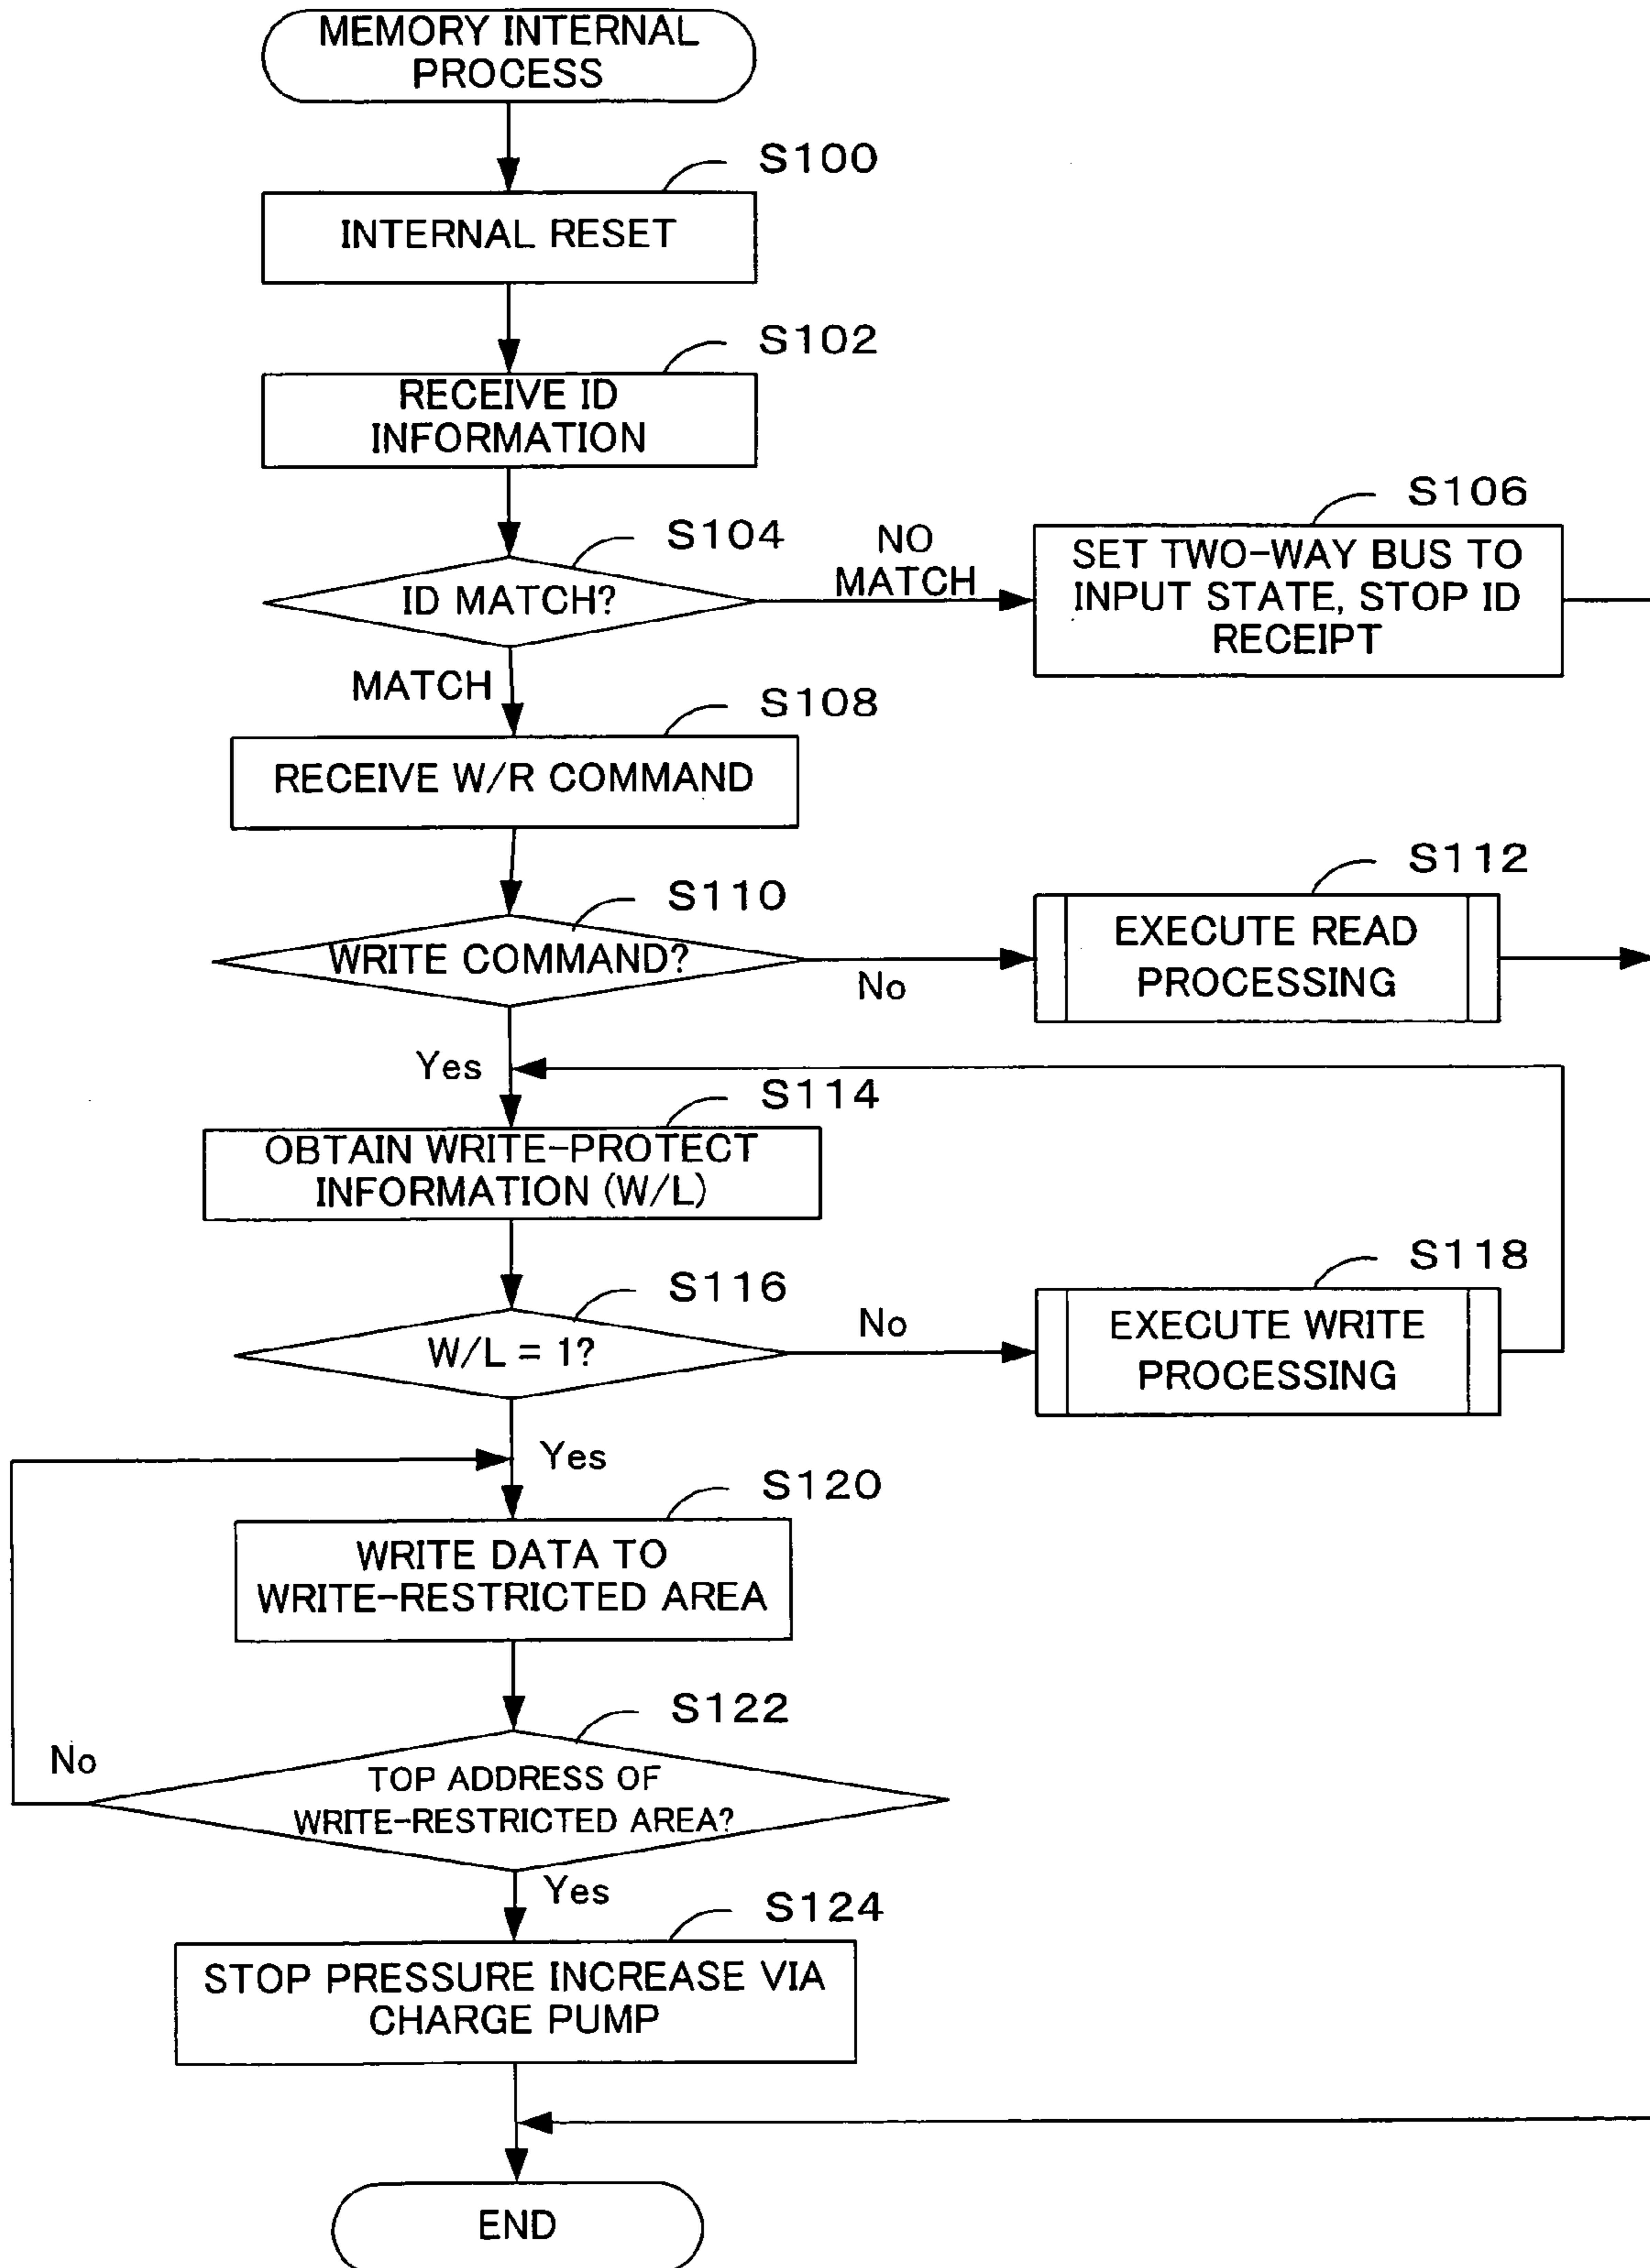 MEMORY INTERNAL
PROCESS
S100
INTERNAL RESET
S102
RECEIVE ID
INFORMATION
S104
ID MATCH?
NO
MATCH
S106
SET TWO-WAY BUS TO
INPUT STATE, STOP ID
RECEIPT
MATCH
S108
RECEIVE W/R COMMAND
S110
WRITE COMMAND?
No
S112
EXECUTE READ
PROCESSING
Yes
S114
OBTAIN WRITE-PROTECT
INFORMATION (W/L)
S116
W/L = 1?
No
S118
EXECUTE WRITE
PROCESSING
Yes
S120
WRITE DATA TO
WRITE-RESTRICTED AREA
S122
No
TOP ADDRESS OF
WRITE-RESTRICTED AREA?
Yes
S124
STOP PRESSURE INCREASE VIA
CHARGE PUMP
END